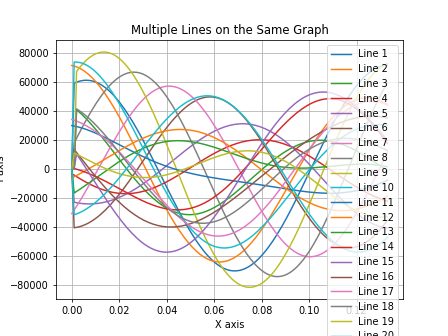 Multiple Lines on the Same Graph
80000
60000
40000
20000
0
−20000
−40000
−60000
−80000
0.00 0.02 0.04 0.06 0.08 0.10
X axis
Line 1
Line 2
Line 3
Line 4
Line 5
Line 6
Line 7
Line 8
Line 9
Line 10
Line 11
Line 12
Line 13
Line 14
Line 15
Line 16
Line 17
Line 18
Line 19
Line 20